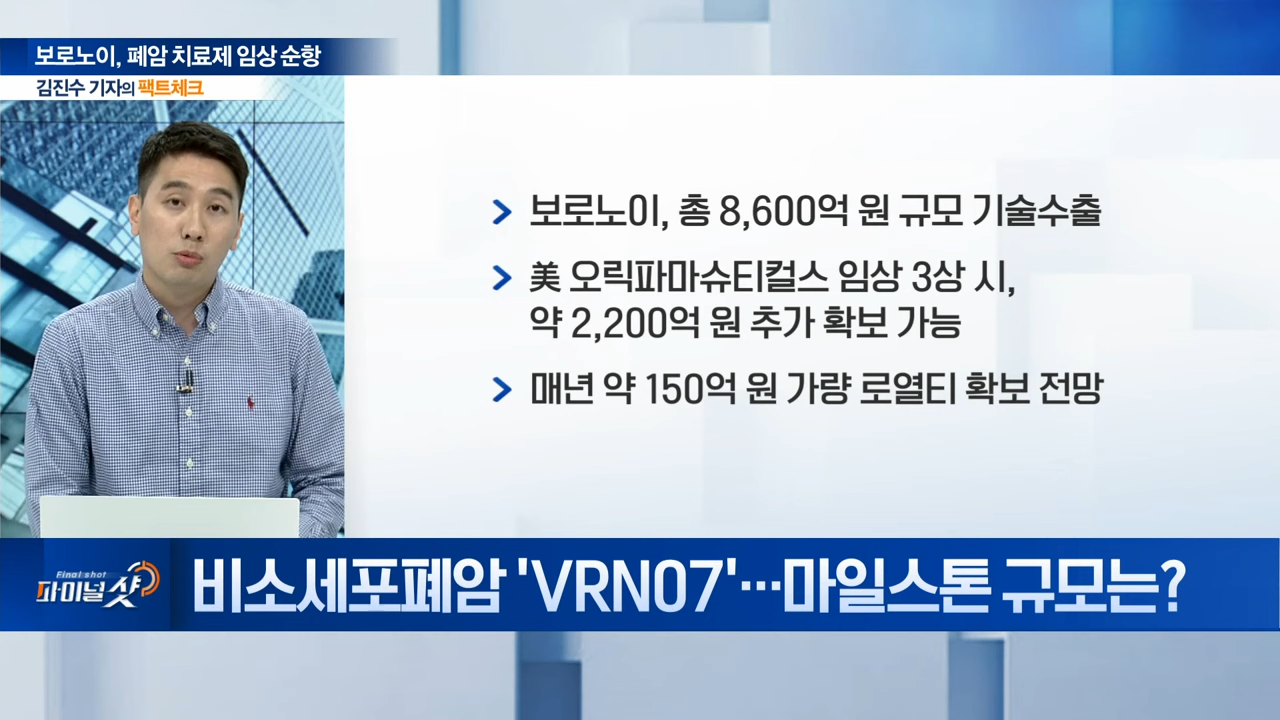 보로노이, 폐암 치료제 임상 순항
김진수 기자의 팩트체크
보로노이, 총 8,600억 원 규모 기술수출
美 오릭파마슈티컬스 임상 3상 시,
약 2,200억 원 추가 확보 가능
매년 약 150억 원 가량 로열티 확보 전망
Final shot
파이널샷
비소세포폐암 'VRN07'…마일스톤 규모는?